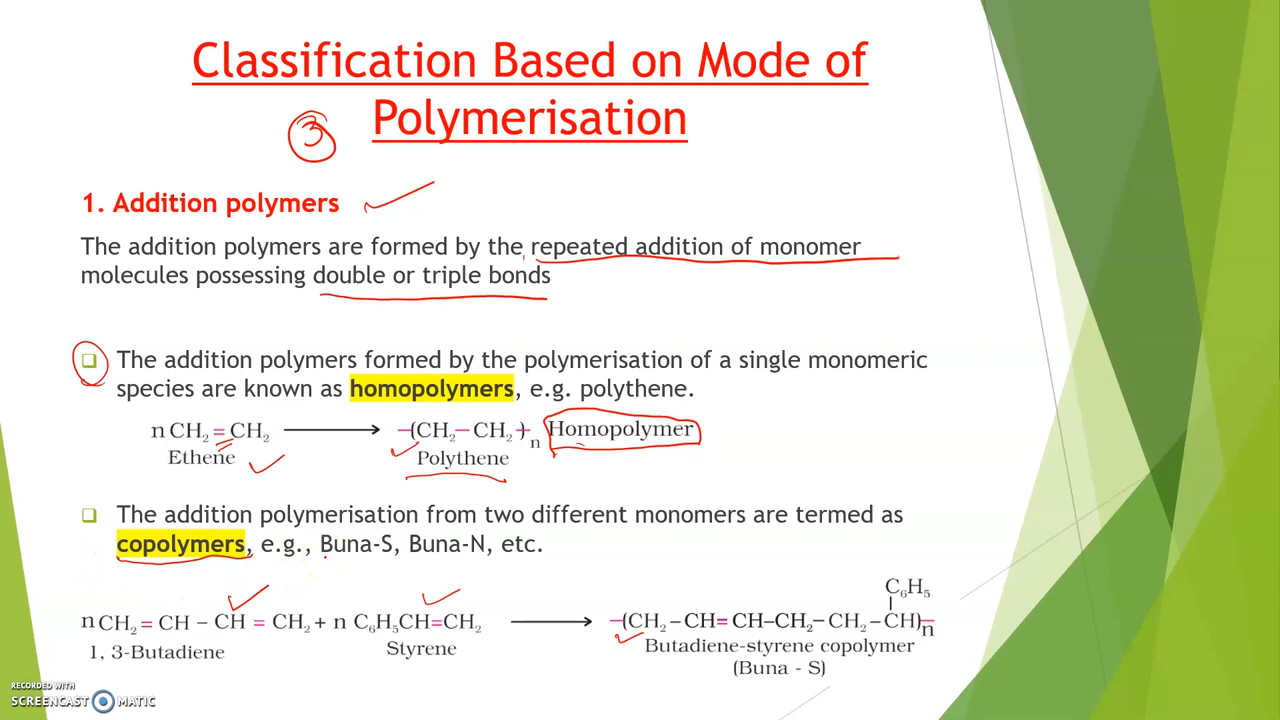 Classification Based on Mode of
Polymerisation
3
1. Addition polymers
The addition polymers are formed by the repeated addition of monomer
molecules possessing double or triple bonds
The addition polymers formed by the polymerisation of a single monomeric
species are known as homopolymers, e.g. polythene.
n CH₂ = CH₂ ⟶ –(CH₂ – CH₂ –)ₙ Homopolymer
Ethene Polythene
The addition polymerisation from two different monomers are termed as
copolymers, e.g., Buna-S, Buna-N, etc.
C₆H₅
nCH₂ = CH – CH = CH₂ + n C₆H₅CH=CH₂ ⟶ –(CH₂ – CH = CH–CH₂ – CH₂ – CH)–ₙ
1, 3-Butadiene Styrene Butadiene-styrene copolymer
(Buna - S)
RECORDED WITH
SCREENCAST MATIC